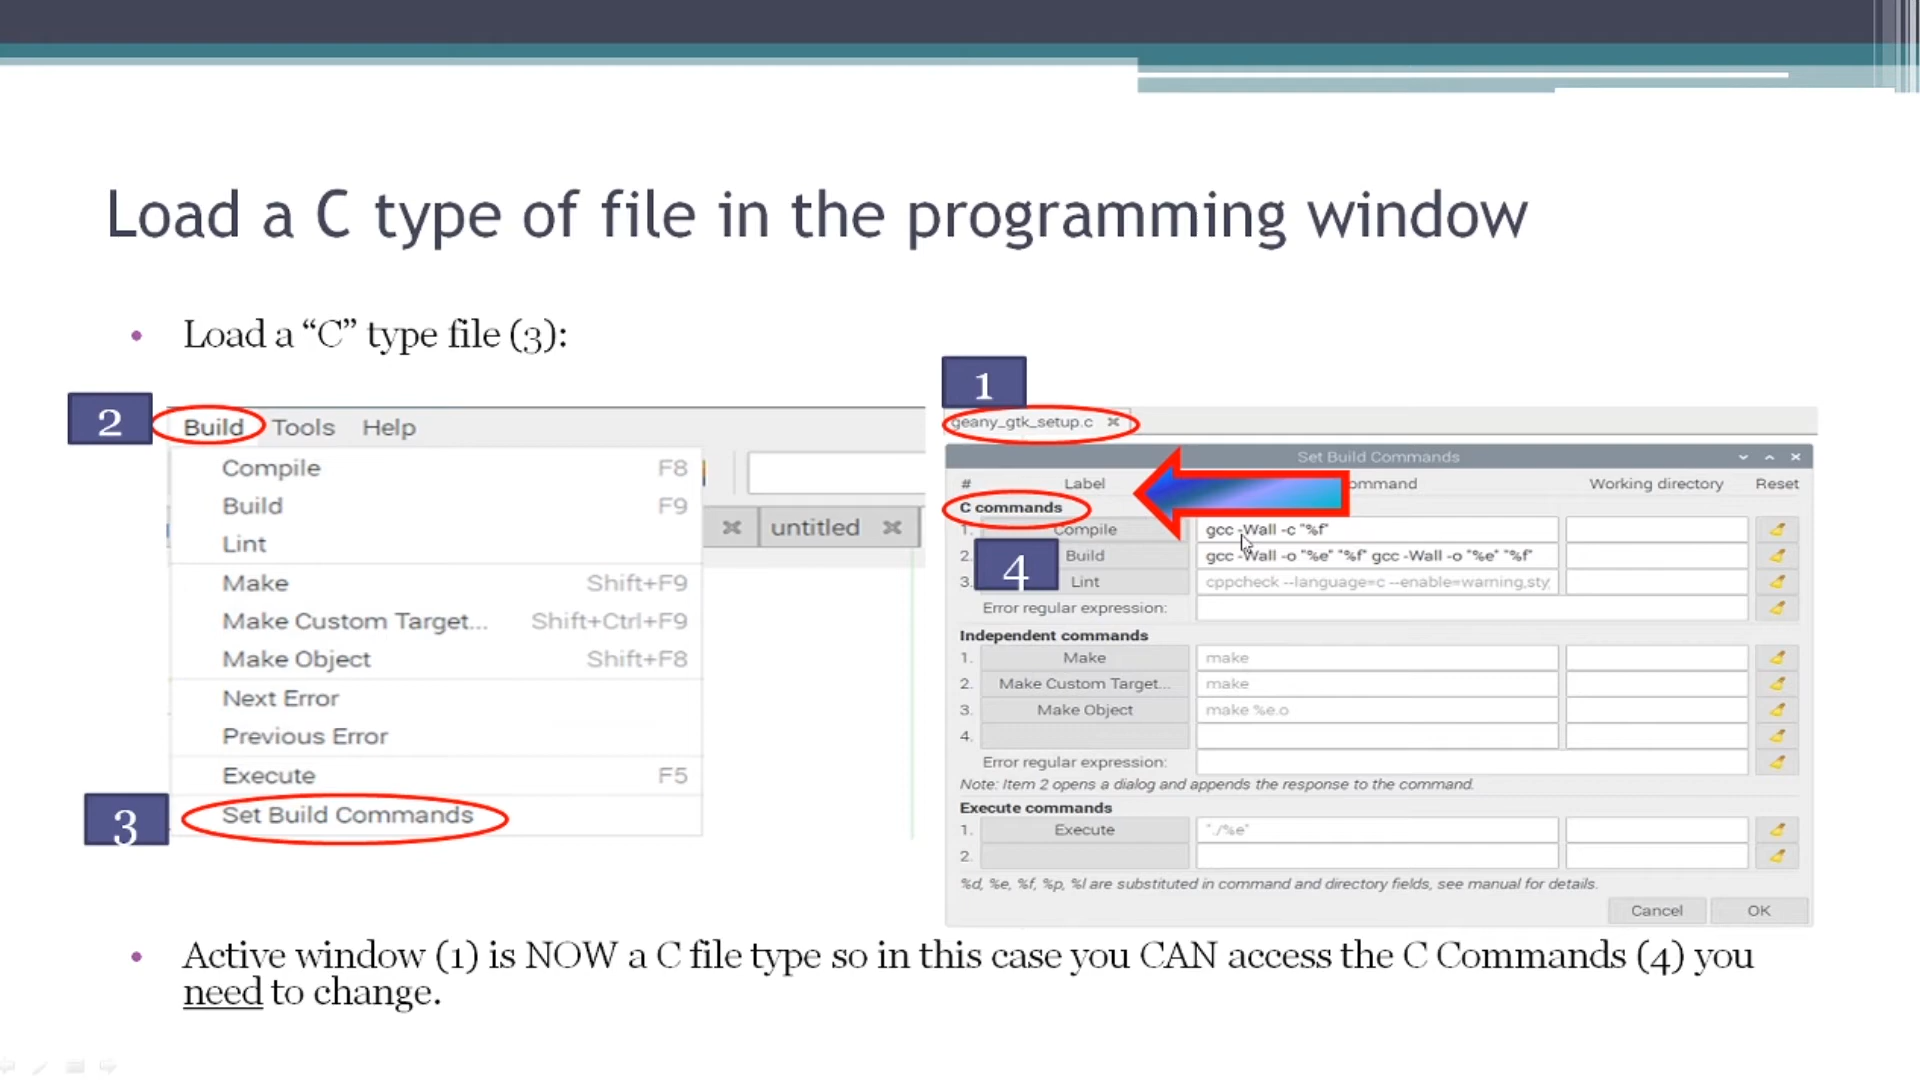 Load a C type of file in the programming window
• Load a “C” type file (3):
2
Build Tools Help
Compile F8
Build F9
Lint
Make Shift+F9
Make Custom Target... Shift+Ctrl+F9
Make Object Shift+F8
Next Error
Previous Error
Execute F5
3
Set Build Commands
untitled
1
geany_gtk_setup.c
Set Build Commands
# Label ommand Working directory Reset
C commands
1. Compile gcc -Wall -c "%f"
2. Build gcc -Wall -o "%e" "%f" gcc -Wall -o "%e" "%f"
4
3. Lint cppcheck --language=c --enable=warning,sty
Error regular expression:
Independent commands
1. Make make
2. Make Custom Target... make
3. Make Object make %e.o
4.
Error regular expression:
Note: Item 2 opens a dialog and appends the response to the command.
Execute commands
1. Execute "./%e"
2.
%d, %e, %f, %p, %l are substituted in command and directory fields, see manual for details.
Cancel OK
• Active window (1) is NOW a C file type so in this case you CAN access the C Commands (4) you
need to change.